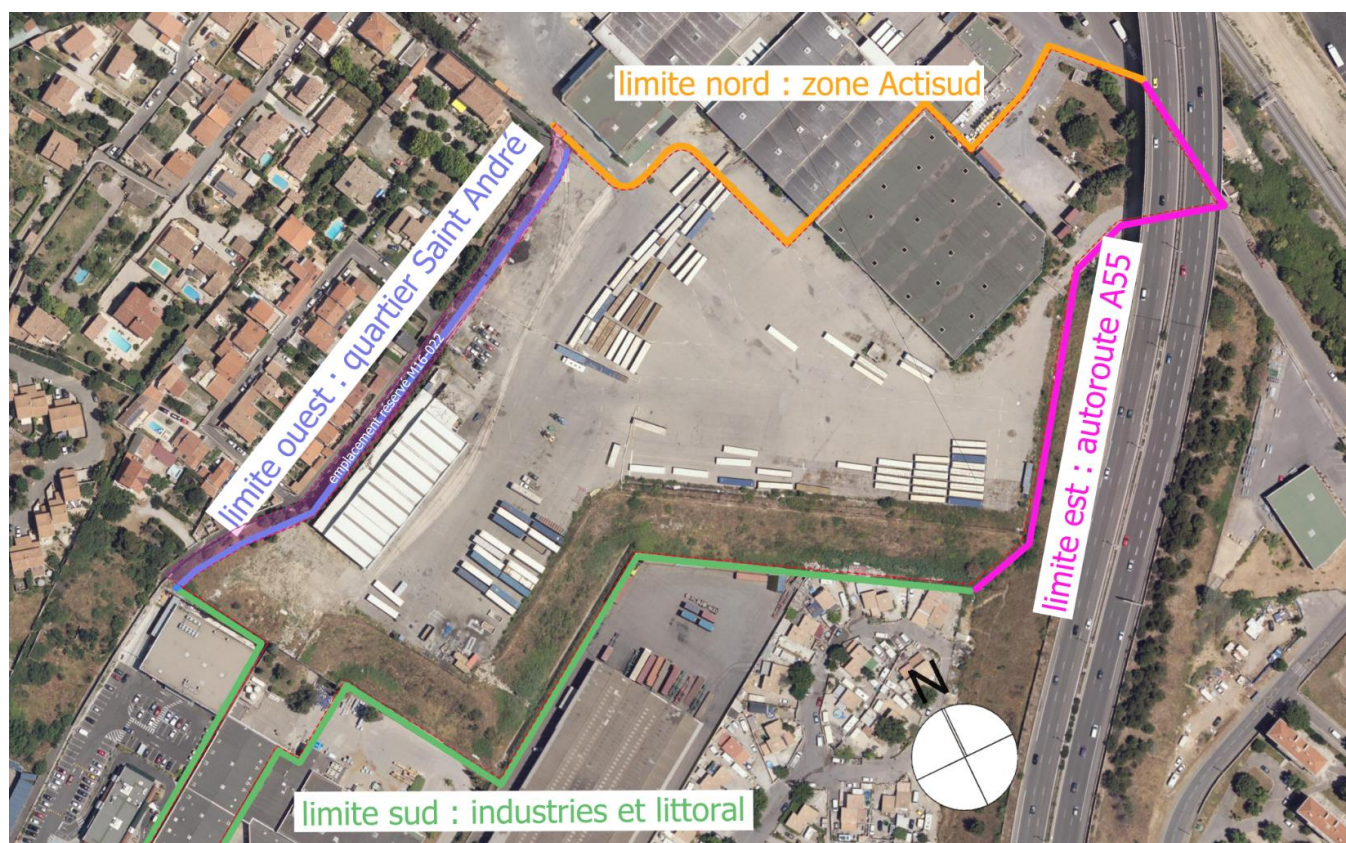 limite nord : zone Actisud
limite ouest : quartier Saint André
emplacement réservé M16-022
limite est : autoroute A55
N
limite sud : industries et littoral